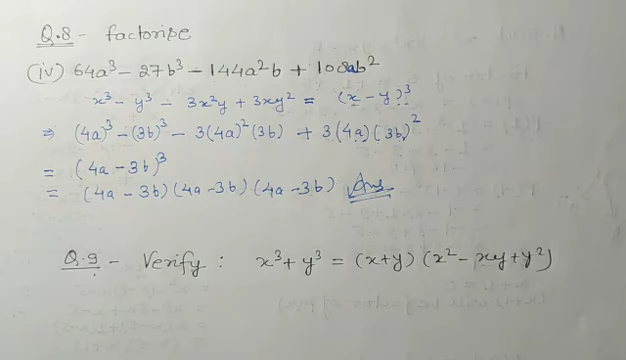 Q.8 - factorise
(iv) 64a³ - 27b³ - 144a²b + 108ab²
x³ - y³ - 3x²y + 3xy² = (x - y)³
⇒ (4a)³ - (3b)³ - 3(4a)²(3b) + 3(4a)(3b)²
= (4a - 3b)³
= (4a - 3b)(4a - 3b)(4a - 3b) Ans
Q.9 - Verify : x³ + y³ = (x+y)(x² - xy + y²)